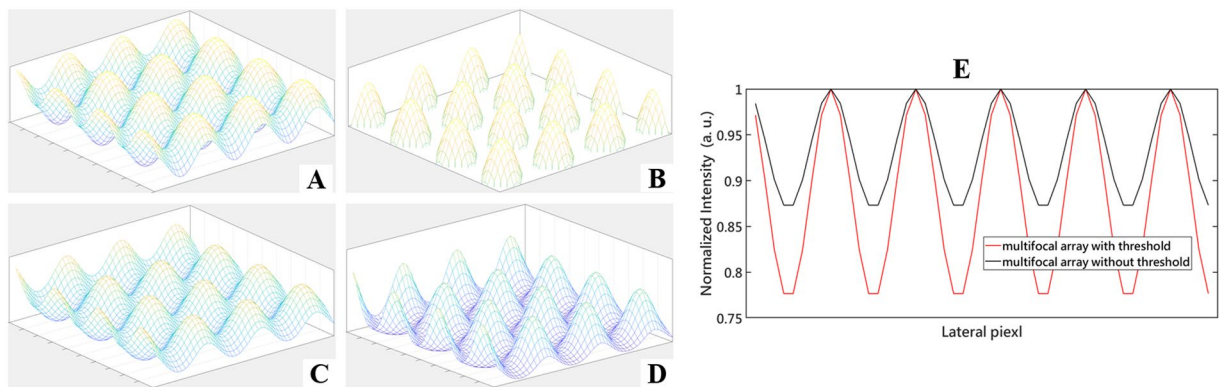 A
B
C
D
E
Normalized Intensity (a. u.)
1
0.95
0.9
0.85
0.8
0.75
multifocal array with threshold
multifocal array without threshold
Lateral piexl